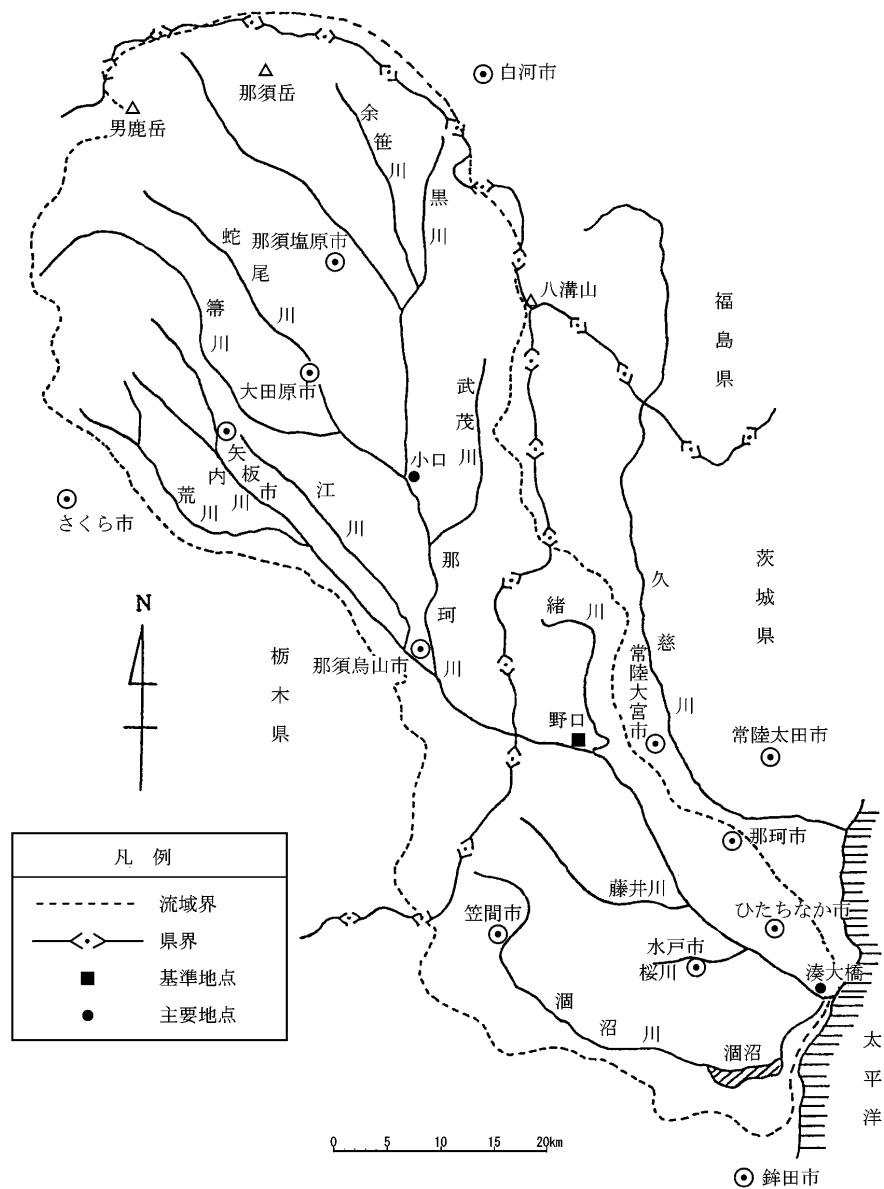 白河市
那須岳
男鹿岳
余笹川
黒川
那須塩原市
蛇尾川
箒川
八溝山
福島県
大田原市
武茂川
小口
矢板市
内川
荒川
江川
さくら市
那珂川
茨城県
久慈川
緒川
N
栃木県
那須烏山市
常陸大宮市
野口
常陸太田市
那珂市
凡 例
流域界
県界
基準地点
主要地点
藤井川
笠間市
ひたちなか市
水戸市
桜川
湊大橋
涸沼川
涸沼
太平洋
0 5 10 15 20km
鉾田市